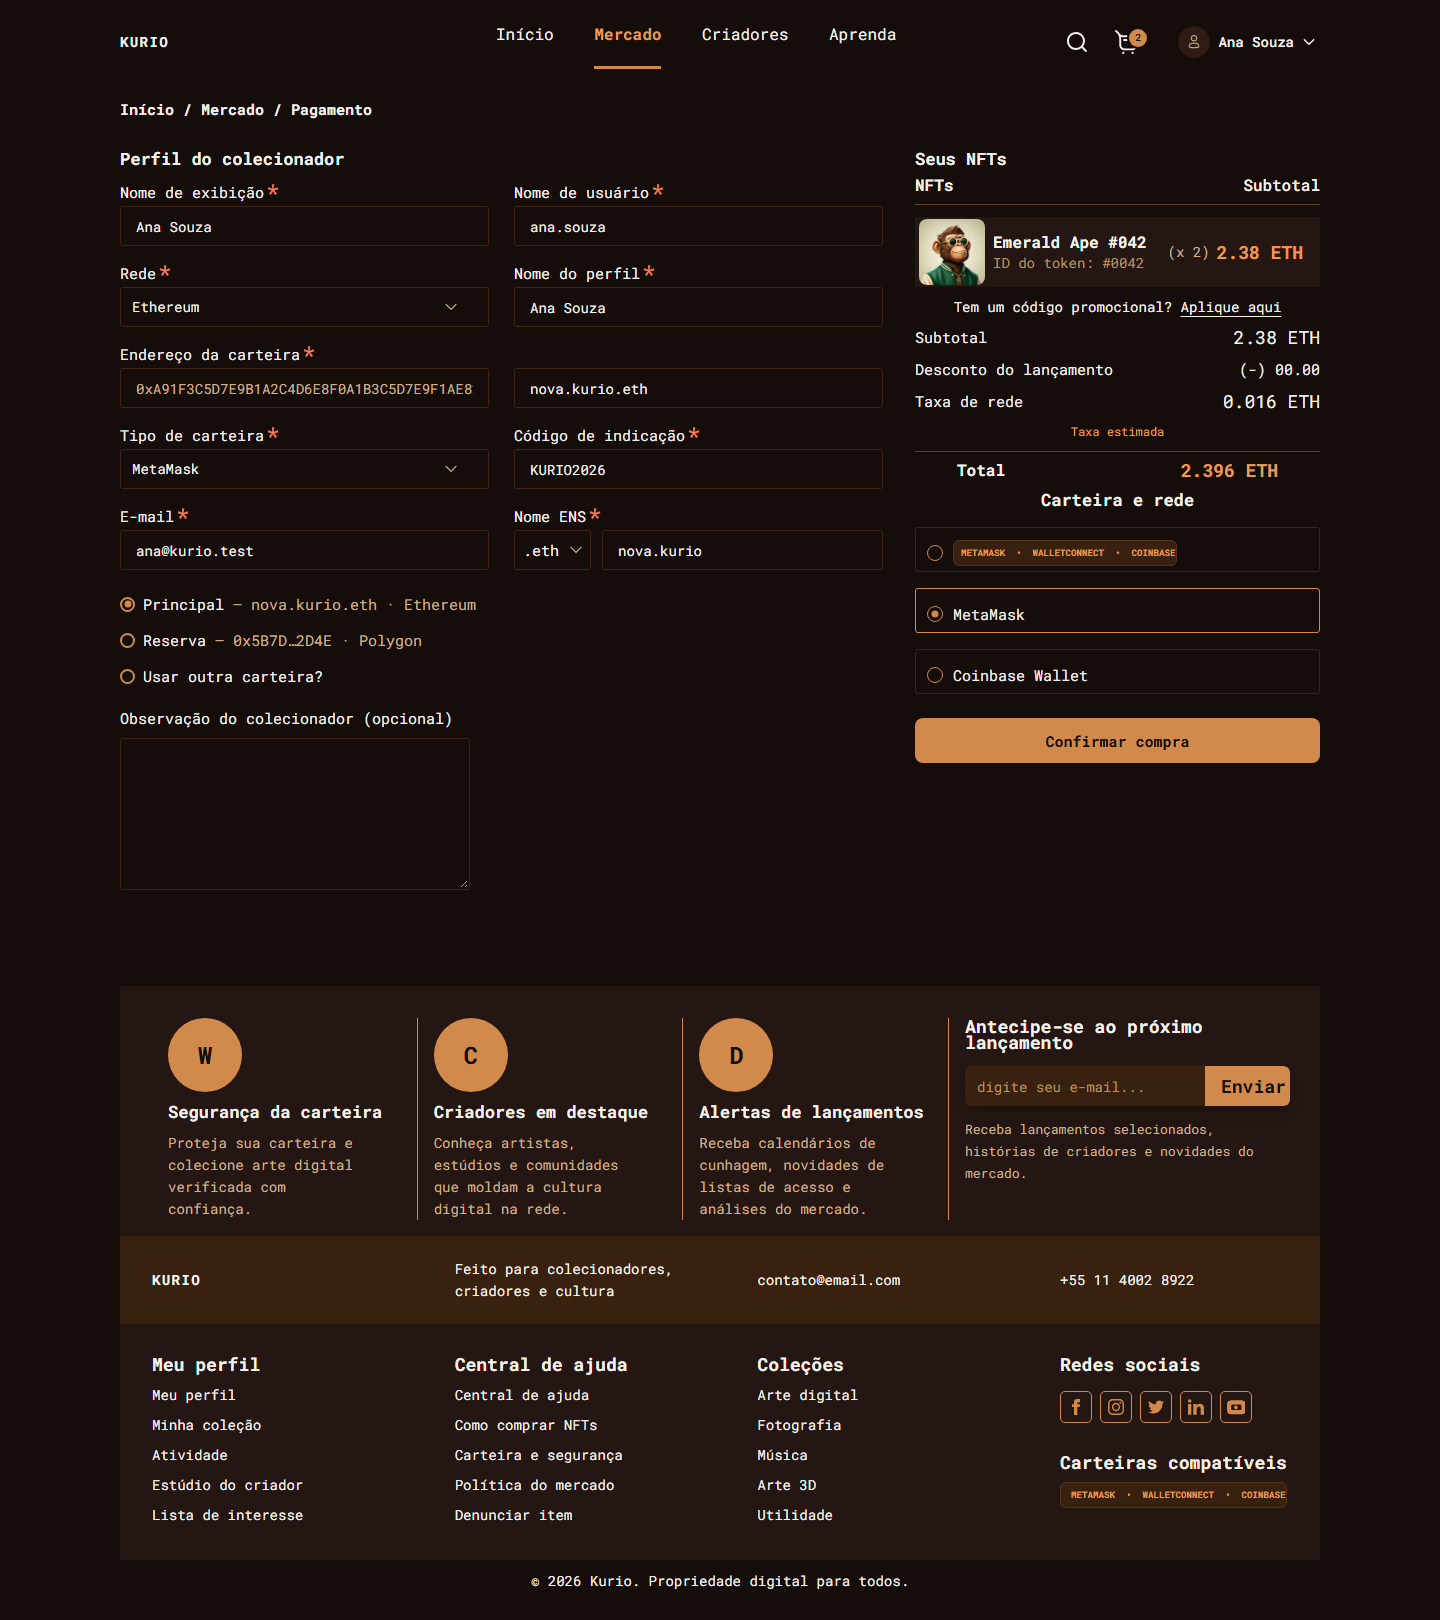 KURIO
Início
Mercado
Criadores
Aprenda
2
Ana Souza
Início / Mercado / Pagamento
Perfil do colecionador
Nome de exibição*
Nome de usuário*
Ana Souza
ana.souza
Rede*
Nome do perfil*
Ethereum
Ana Souza
Endereço da carteira*
0xA91F3C5D7E9B1A2C4D6E8F0A1B3C5D7E9F1AE8
nova.kurio.eth
Tipo de carteira*
Código de indicação*
MetaMask
KURIO2026
E-mail*
Nome ENS*
ana@kurio.test
.eth
nova.kurio
Principal — nova.kurio.eth · Ethereum
Reserva — 0x5B7D…2D4E · Polygon
Usar outra carteira?
Observação do colecionador (opcional)
Seus NFTs
NFTs
Subtotal
Emerald Ape #042
ID do token: #0042
(x 2) 2.38 ETH
Tem um código promocional? Aplique aqui
Subtotal 2.38 ETH
Desconto do lançamento (-) 00.00
Taxa de rede 0.016 ETH
Taxa estimada
Total 2.396 ETH
Carteira e rede
METAMASK · WALLETCONNECT · COINBASE
MetaMask
Coinbase Wallet
Confirmar compra
W
Segurança da carteira
Proteja sua carteira e
colecione arte digital
verificada com
confiança.
C
Criadores em destaque
Conheça artistas,
estúdios e comunidades
que moldam a cultura
digital na rede.
D
Alertas de lançamentos
Receba calendários de
cunhagem, novidades de
listas de acesso e
análises do mercado.
Antecipe-se ao próximo
lançamento
digite seu e-mail...
Enviar
Receba lançamentos selecionados,
histórias de criadores e novidades do
mercado.
KURIO
Feito para colecionadores,
criadores e cultura
contato@email.com
+55 11 4002 8922
Meu perfil
Meu perfil
Minha coleção
Atividade
Estúdio do criador
Lista de interesse
Central de ajuda
Central de ajuda
Como comprar NFTs
Carteira e segurança
Política do mercado
Denunciar item
Coleções
Arte digital
Fotografia
Música
Arte 3D
Utilidade
Redes sociais
Carteiras compatíveis
METAMASK · WALLETCONNECT · COINBASE
© 2026 Kurio. Propriedade digital para todos.